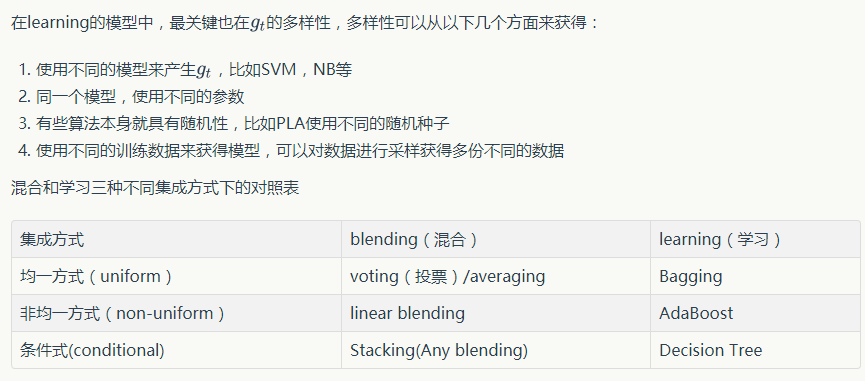 在learning的模型中，最关键也在gt的多样性，多样性可以从以下几个方面来获得：
1. 使用不同的模型来产生gt，比如SVM，NB等
2. 同一个模型，使用不同的参数
3. 有些算法本身就具有随机性，比如PLA使用不同的随机种子
4. 使用不同的训练数据来获得模型，可以对数据进行采样获得多份不同的数据
混合和学习三种不同集成方式下的对照表
集成方式 blending（混合） learning（学习）
均一方式（uniform） voting（投票）/averaging Bagging
非均一方式（non-uniform） linear blending AdaBoost
条件式(conditional) Stacking(Any blending) Decision Tree